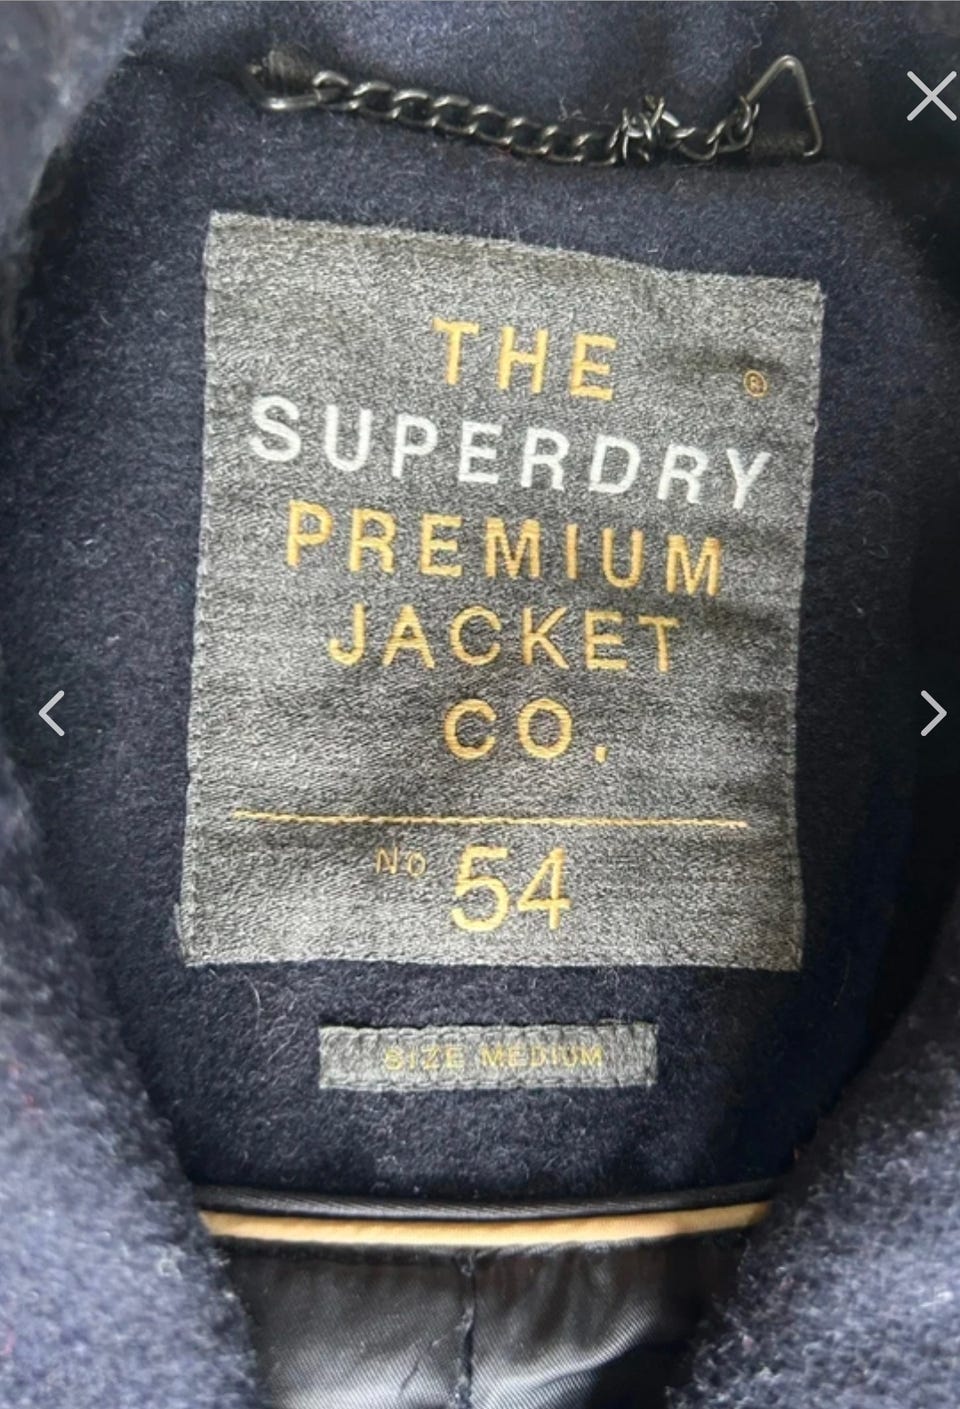 THE ®
SUPERDRY
PREMIUM
JACKET
CO.
No 54
SIZE MEDIUM